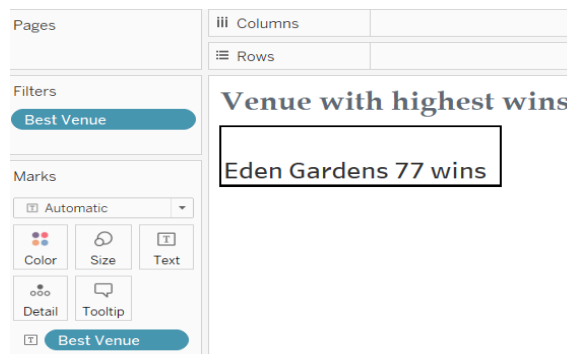 Pages
Columns
Rows
Filters
Best Venue
Marks
Automatic
Color Size Text
Detail Tooltip
Best Venue
Venue with highest wins
Eden Gardens 77 wins